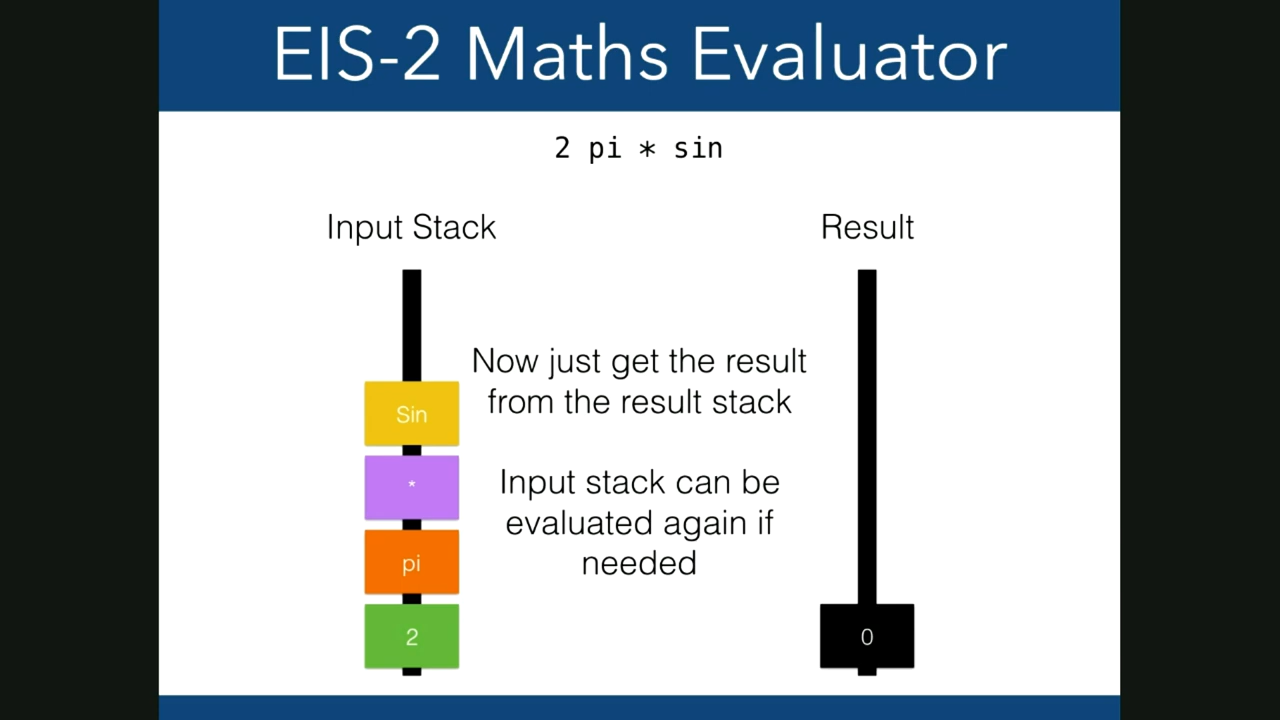 EIS-2 Maths Evaluator
2 pi * sin
Input Stack
Result
Now just get the result
from the result stack
Input stack can be
evaluated again if
needed
Sin
*
pi
2
0